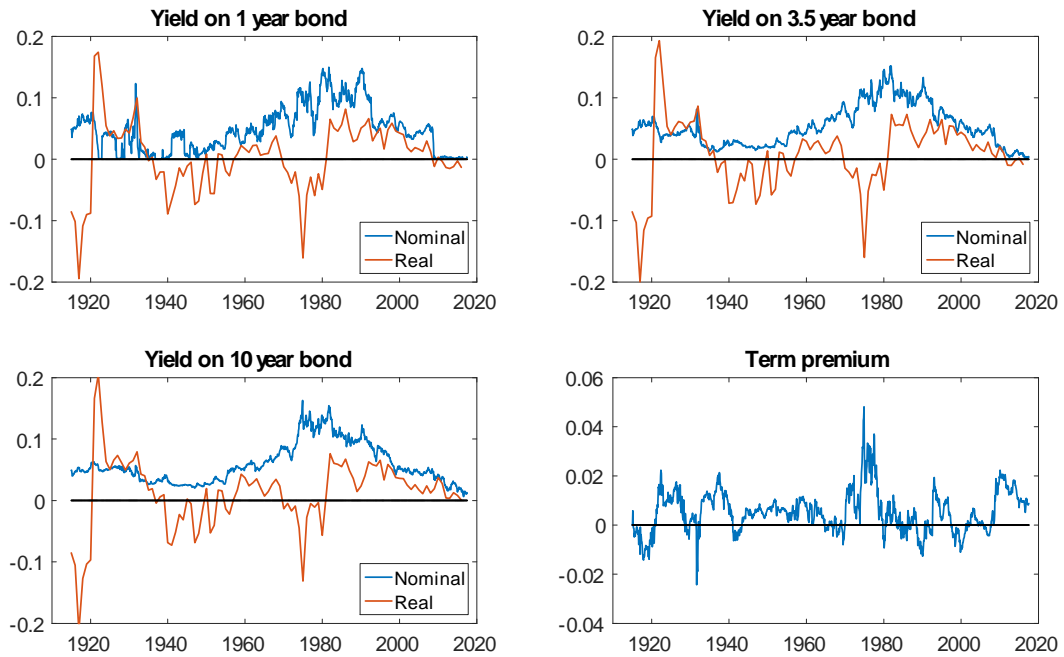 Yield on 1 year bond
0.2
0.1
0
-0.1
-0.2
Nominal
Real
1920 1940 1960 1980 2000 2020
Yield on 3.5 year bond
0.2
0.1
0
-0.1
-0.2
Nominal
Real
1920 1940 1960 1980 2000 2020
Yield on 10 year bond
0.2
0.1
0
-0.1
-0.2
Nominal
Real
1920 1940 1960 1980 2000 2020
Term premium
0.06
0.04
0.02
0
-0.02
-0.04
1920 1940 1960 1980 2000 2020